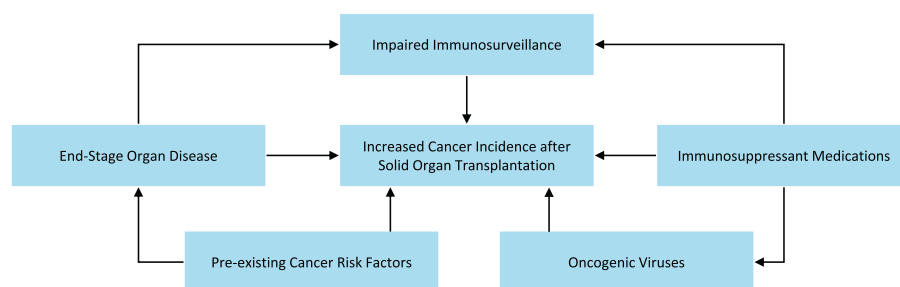 Impaired Immunosurveillance
End-Stage Organ Disease
Increased Cancer Incidence after
Solid Organ Transplantation
Immunosuppressant Medications
Pre-existing Cancer Risk Factors
Oncogenic Viruses